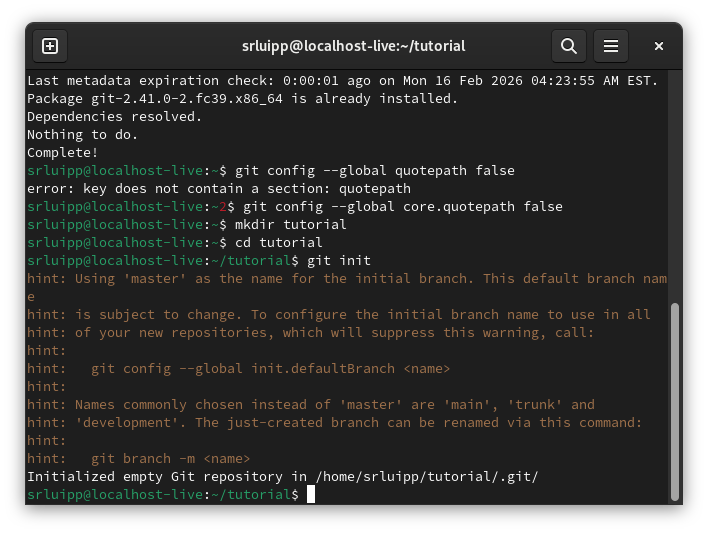 srluipp@localhost-live:~/tutorial
Last metadata expiration check: 0:00:01 ago on Mon 16 Feb 2026 04:23:55 AM EST.
Package git-2.41.0-2.fc39.x86_64 is already installed.
Dependencies resolved.
Nothing to do.
Complete!
srluipp@localhost-live:~$ git config --global quotepath false
error: key does not contain a section: quotepath
srluipp@localhost-live:~2$ git config --global core.quotepath false
srluipp@localhost-live:~$ mkdir tutorial
srluipp@localhost-live:~$ cd tutorial
srluipp@localhost-live:~/tutorial$ git init
hint: Using 'master' as the name for the initial branch. This default branch nam
e
hint: is subject to change. To configure the initial branch name to use in all
hint: of your new repositories, which will suppress this warning, call:
hint:
hint:   git config --global init.defaultBranch <name>
hint:
hint: Names commonly chosen instead of 'master' are 'main', 'trunk' and
hint: 'development'. The just-created branch can be renamed via this command:
hint:
hint:   git branch -m <name>
Initialized empty Git repository in /home/srluipp/tutorial/.git/
srluipp@localhost-live:~/tutorial$